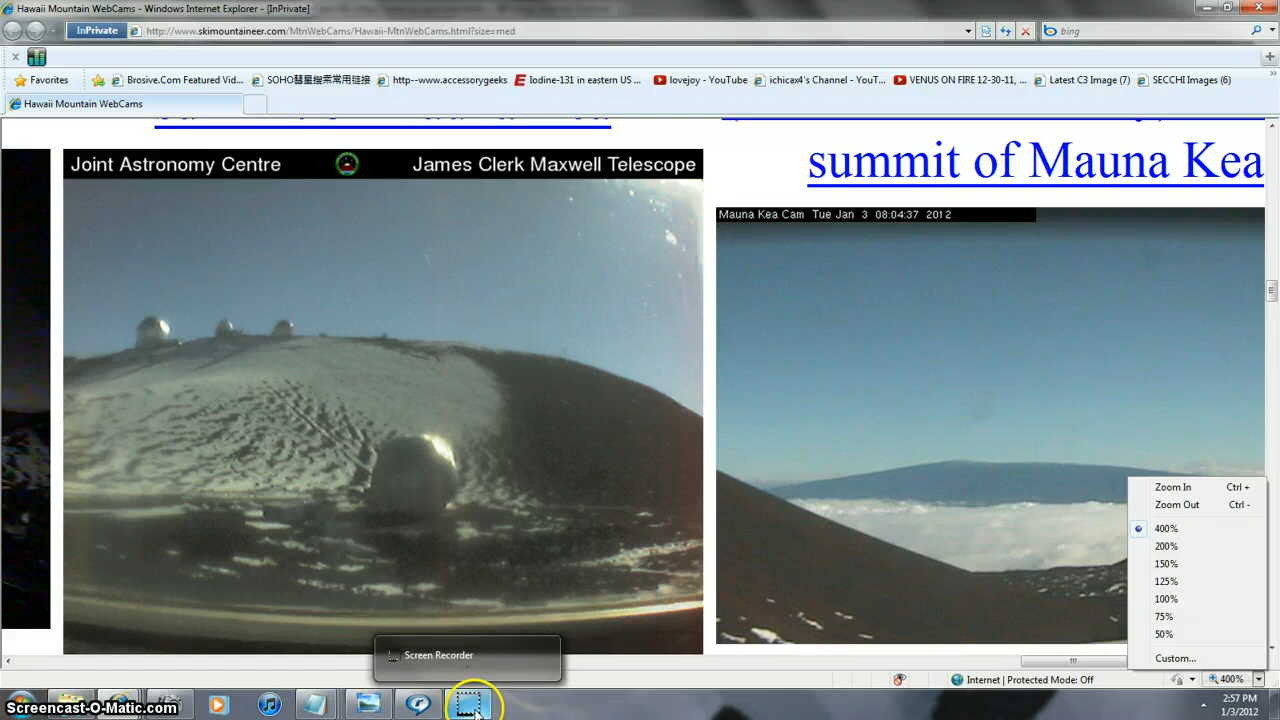 Hawaii Mountain WebCams - Windows Internet Explorer - [InPrivate]
InPrivate
http://www.skimountaineer.com/MtnWebCams/Hawaii-MtnWebCams.html?size=med
bing
Favorites
Brosive.Com Featured Vid...
SOHO彗星搜索常用链接
http--www.accessorygeeks
Iodine-131 in eastern US ...
lovejoy - YouTube
ichicax4's Channel - YouT...
VENUS ON FIRE 12-30-11, ...
Latest C3 Image (7)
SECCHI Images (6)
Hawaii Mountain WebCams
summit of Mauna Kea
Joint Astronomy Centre
James Clerk Maxwell Telescope
Mauna Kea Cam Tue Jan 3 08:04:37 2012
Zoom In Ctrl +
Zoom Out Ctrl -
400%
200%
150%
125%
100%
75%
50%
Custom...
Screen Recorder
Internet | Protected Mode: Off
400%
Screencast-O-Matic.com
2:57 PM
1/3/2012